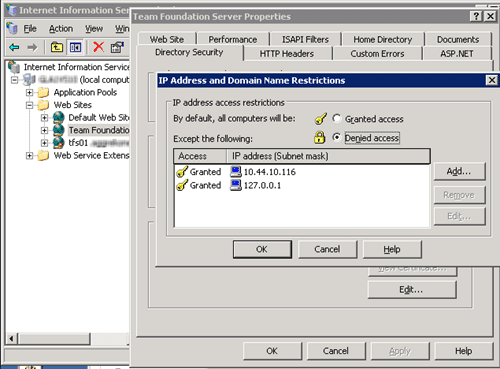 Internet Information Ser
File Action View Win
Internet Information Service
(local comput
Application Pools
Web Sites
Default Web Site
Team Foundation
tfs01.
Web Service Extens
Team Foundation Server Properties
Web Site Performance ISAPI Filters Home Directory Documents
Directory Security HTTP Headers Custom Errors ASP.NET
IP Address and Domain Name Restrictions
IP address access restrictions
By default, all computers will be: Granted access
Except the following: Denied access
Access IP address (Subnet mask)
Granted 10.44.10.116
Granted 127.0.0.1
Add...
Remove
Edit...
OK Cancel Help
View Certificate...
Edit...
OK Cancel Apply Help